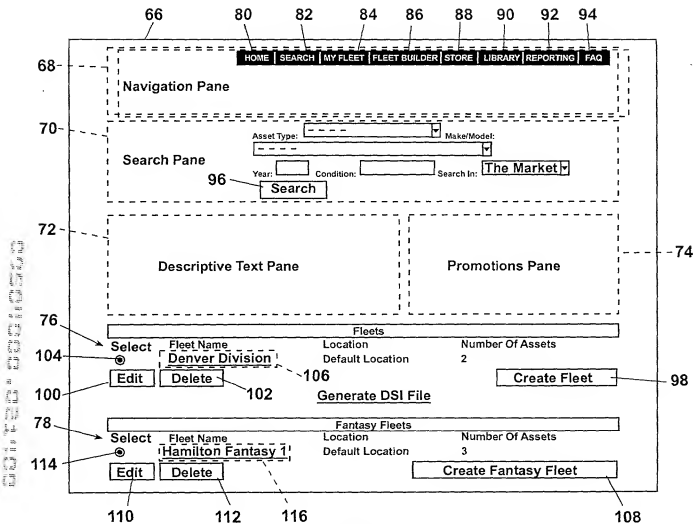 66 80 82 84 86 88 90 92 94
HOME SEARCH MY FLEET FLEET BUILDER STORE LIBRARY REPORTING FAQ
68
Navigation Pane
70
Asset Type: - - - - - Make/Model:
- - - - -
Search Pane
Year: Condition: Search In: The Market
96 Search
72
Descriptive Text Pane Promotions Pane
74
76
Fleets
Select Fleet Name Location Number Of Assets
104 Denver Division Default Location 2
106
100 Edit Delete 102 Create Fleet 98
Generate DSI File
78
Fantasy Fleets
Select Fleet Name Location Number Of Assets
114 Hamilton Fantasy 1 Default Location 3
Edit Delete Create Fantasy Fleet
110 112 116 108